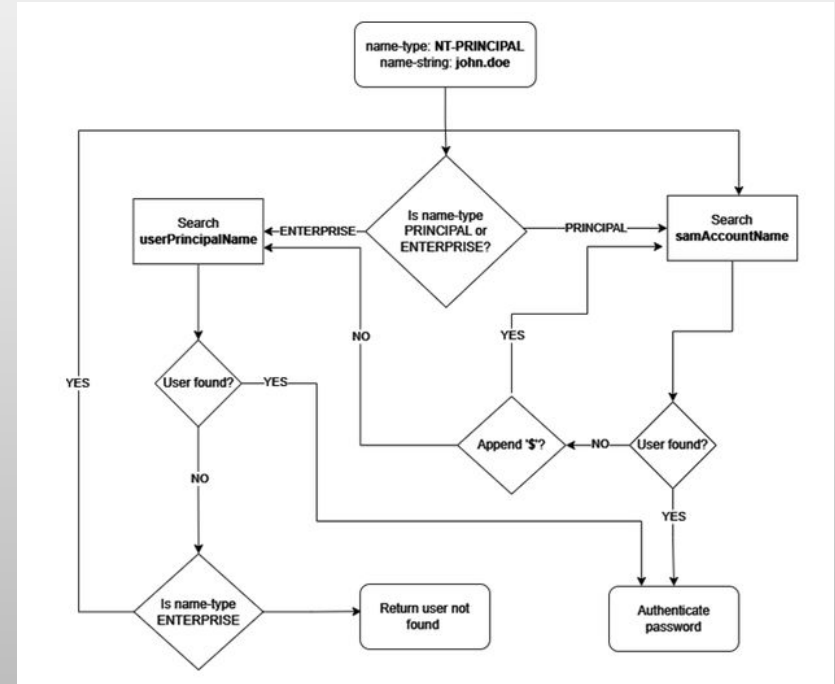 name-type: NT-PRINCIPAL
name-string: john.doe
Is name-type
PRINCIPAL or
ENTERPRISE?
ENTERPRISE
PRINCIPAL
Search
userPrincipalName
Search
samAccountName
NO
YES
YES
User found?
YES
Append '$'?
NO
User found?
NO
YES
Is name-type
ENTERPRISE
Return user not
found
Authenticate
password